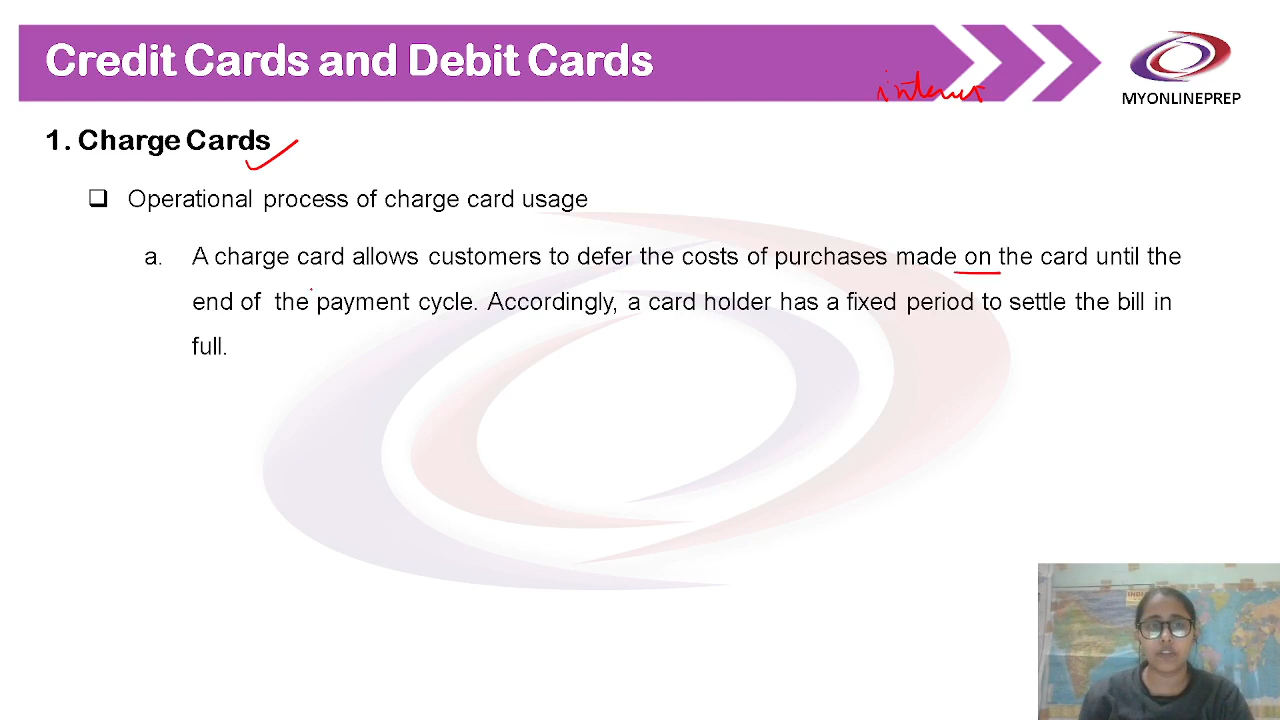 Credit Cards and Debit Cards
MYONLINEPREP
1. Charge Cards
Operational process of charge card usage
a. A charge card allows customers to defer the costs of purchases made on the card until the
end of the payment cycle. Accordingly, a card holder has a fixed period to settle the bill in
full.